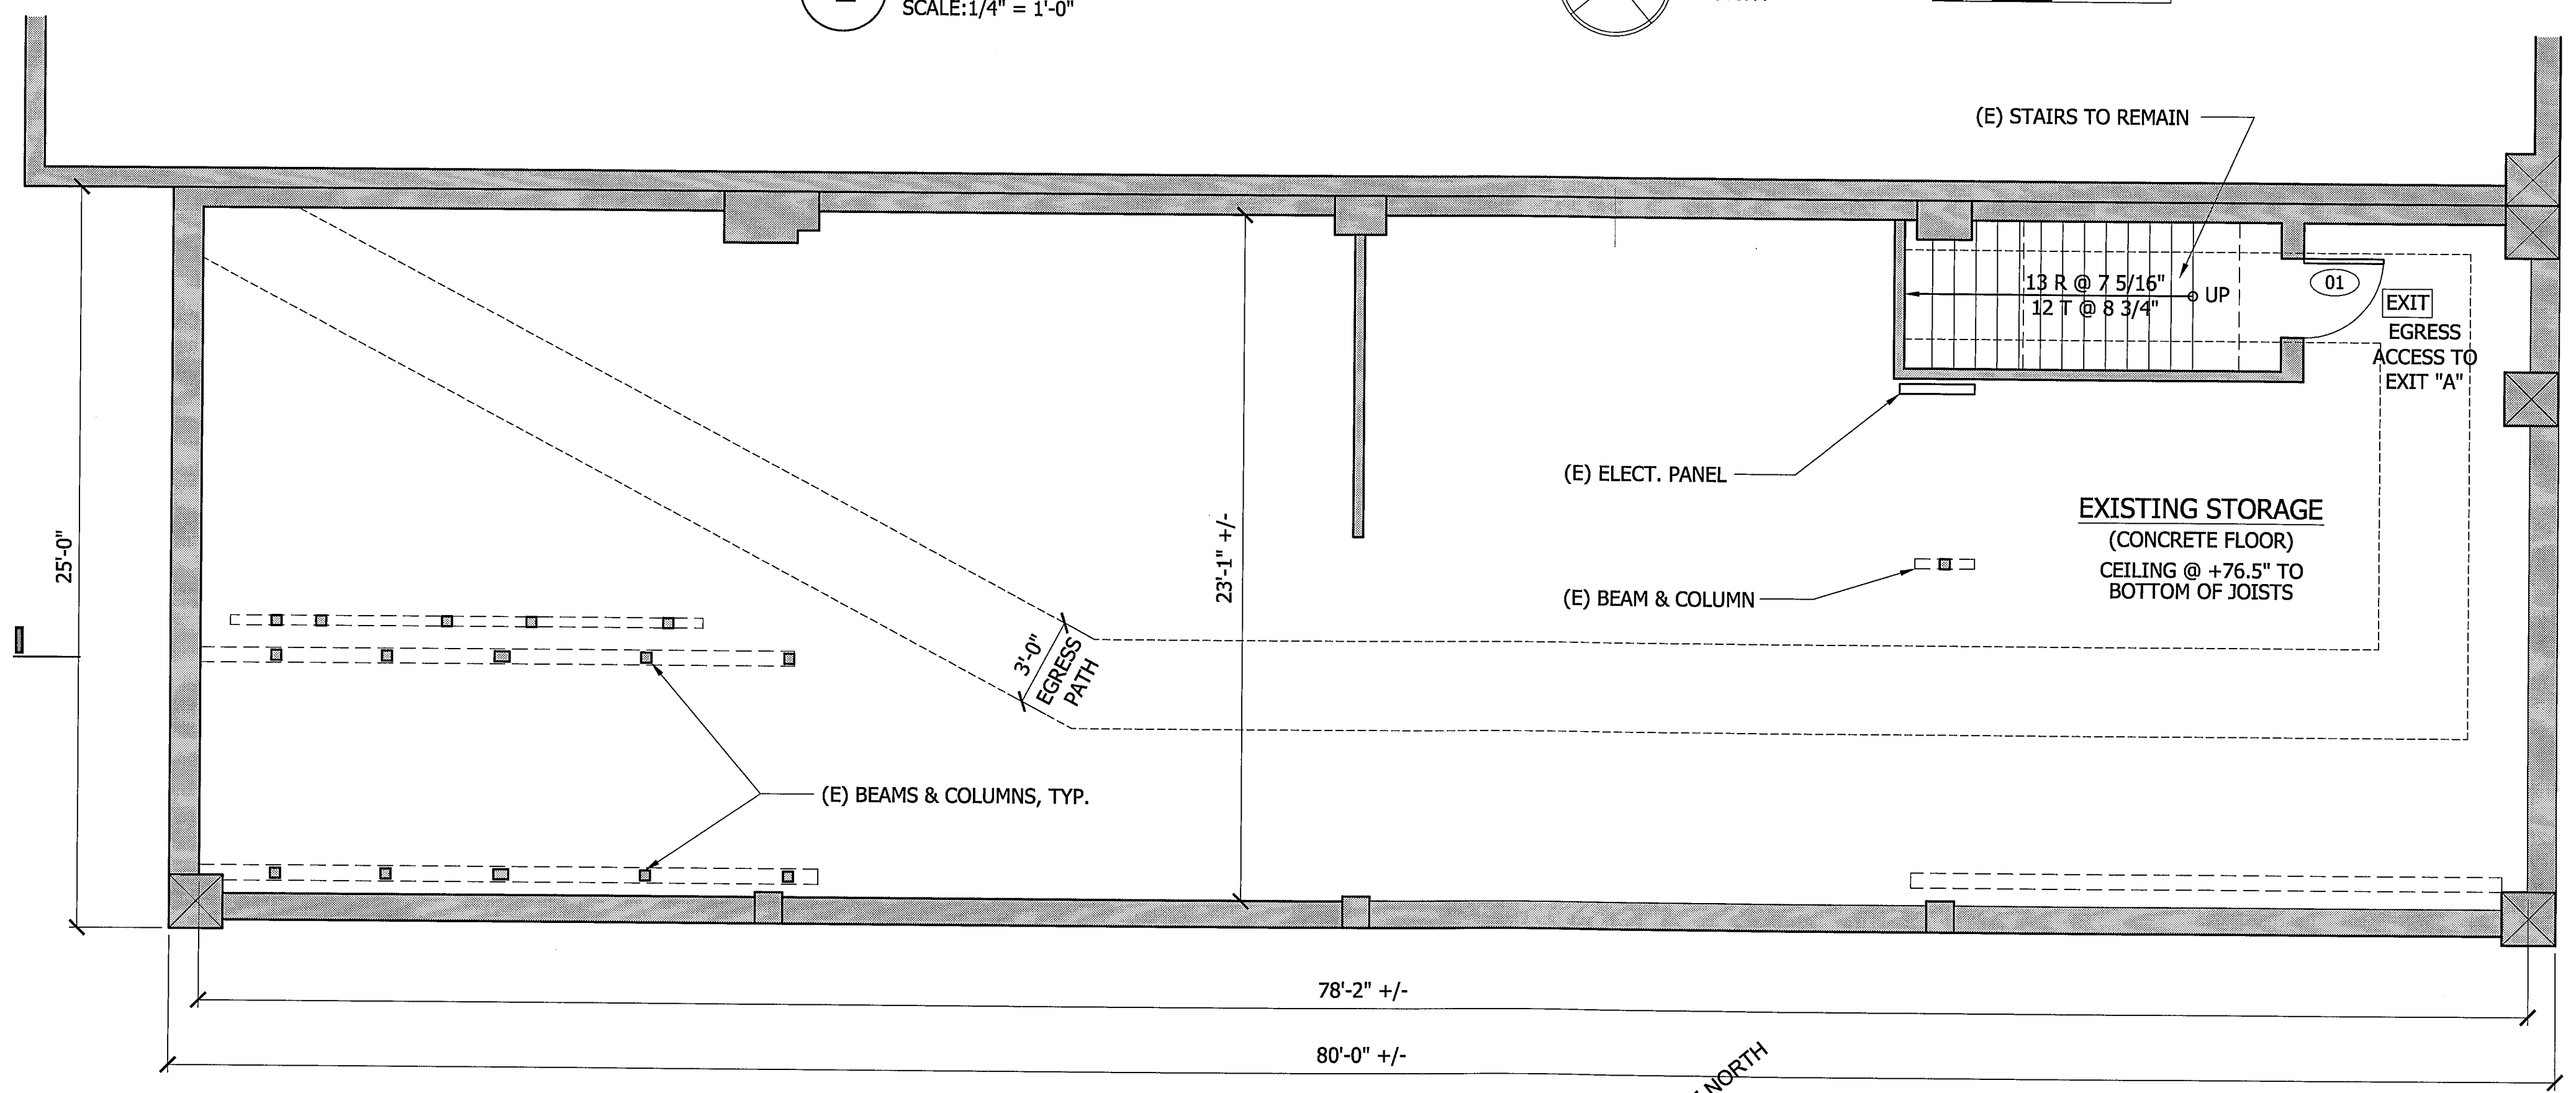 SCALE:1/4" = 1'-0"
(E) STAIRS TO REMAIN
13 R @ 7 5/16"
12 T @ 8 3/4"
UP
01
EXIT
EGRESS
ACCESS TO
EXIT "A"
(E) ELECT. PANEL
EXISTING STORAGE
(CONCRETE FLOOR)
CEILING @ +76.5" TO
BOTTOM OF JOISTS
(E) BEAM & COLUMN
25'-0"
23'-1" +/-
3'-0"
EGRESS
PATH
(E) BEAMS & COLUMNS, TYP.
78'-2" +/-
80'-0" +/-
NORTH